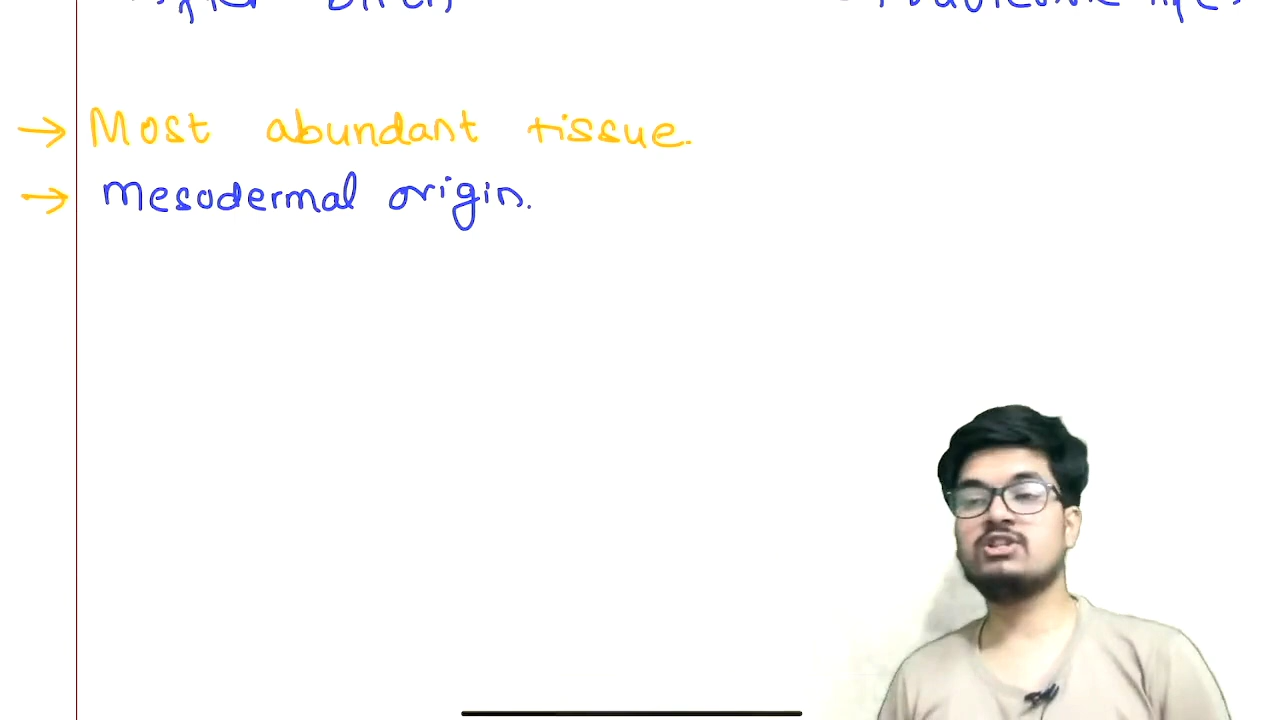 → Most abundant tissue.
→ Mesodermal origin.